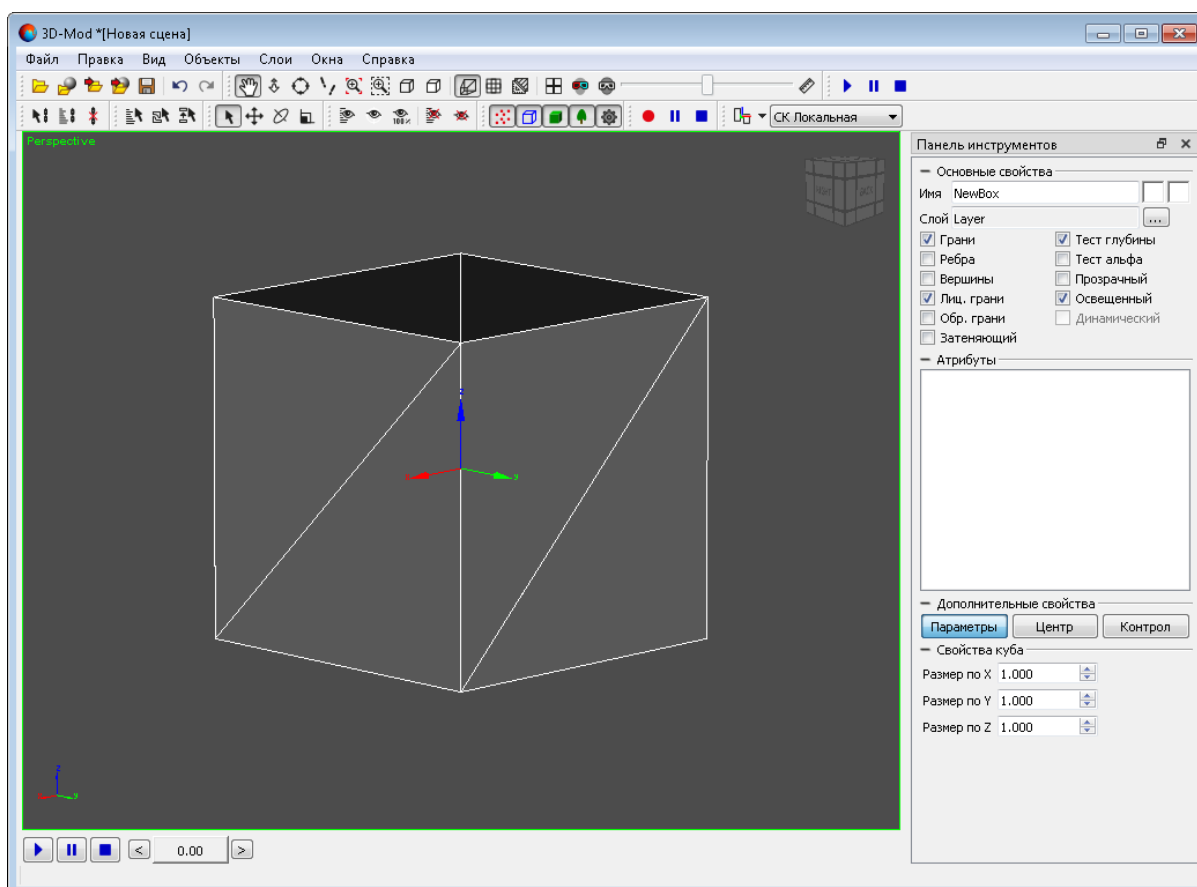 3D-Mod *[Новая сцена]
Файл Правка Вид Объекты Слои Окна Справка
100%
СК Локальная
Perspective
RIGHT BACK
Панель инструментов
Основные свойства
Имя NewBox
Слой Layer ...
Грани Тест глубины
Ребра Тест альфа
Вершины Прозрачный
Лиц. грани Освещенный
Обр. грани Динамический
Затеняющий
Атрибуты
z
x y
Дополнительные свойства
Параметры Центр Контрол
Свойства куба
Размер по X 1.000
Размер по Y 1.000
Размер по Z 1.000
z
x y
< 0.00 >